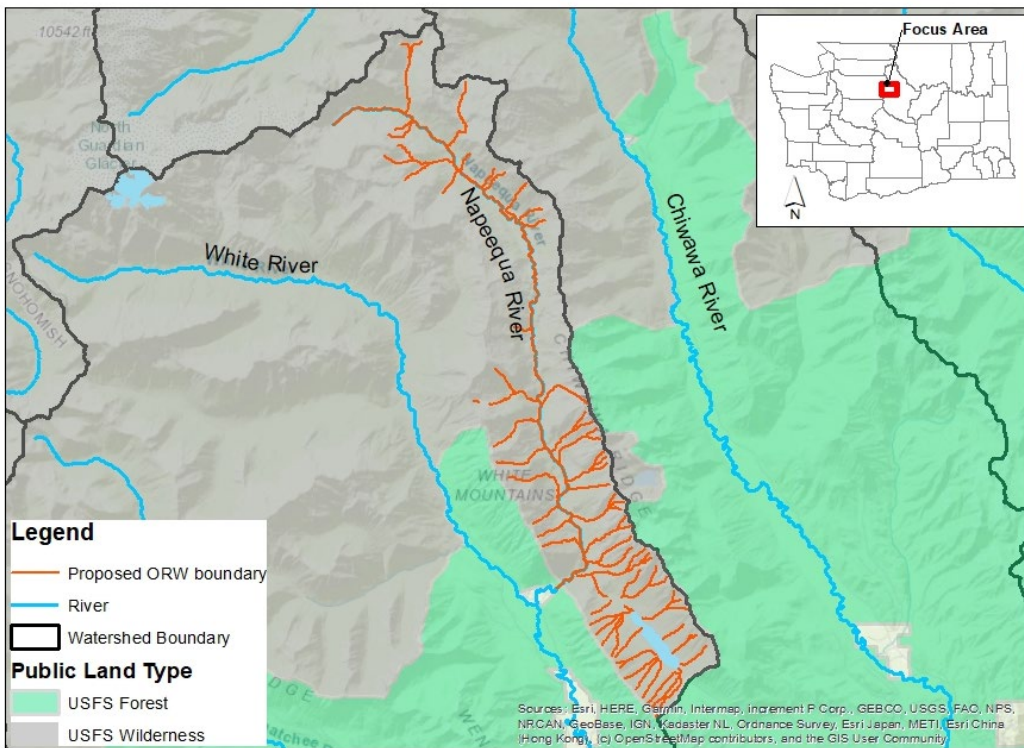 10542 ft
Focus Area
N
North
Guardian
Glacier
Napeequa River
Napeequa River
Chiwawa River
White River
SNOHOMISH
WHITE
MOUNTAINS
RIDGE
Legend
Proposed ORW boundary
River
Watershed Boundary
Public Land Type
USFS Forest
USFS Wilderness
Sources: Esri, HERE, Garmin, Intermap, increment P Corp., GEBCO, USGS, FAO, NPS,
NRCAN, GeoBase, IGN, Kadaster NL, Ordnance Survey, Esri Japan, METI, Esri China
(Hong Kong), (c) OpenStreetMap contributors, and the GIS User Community